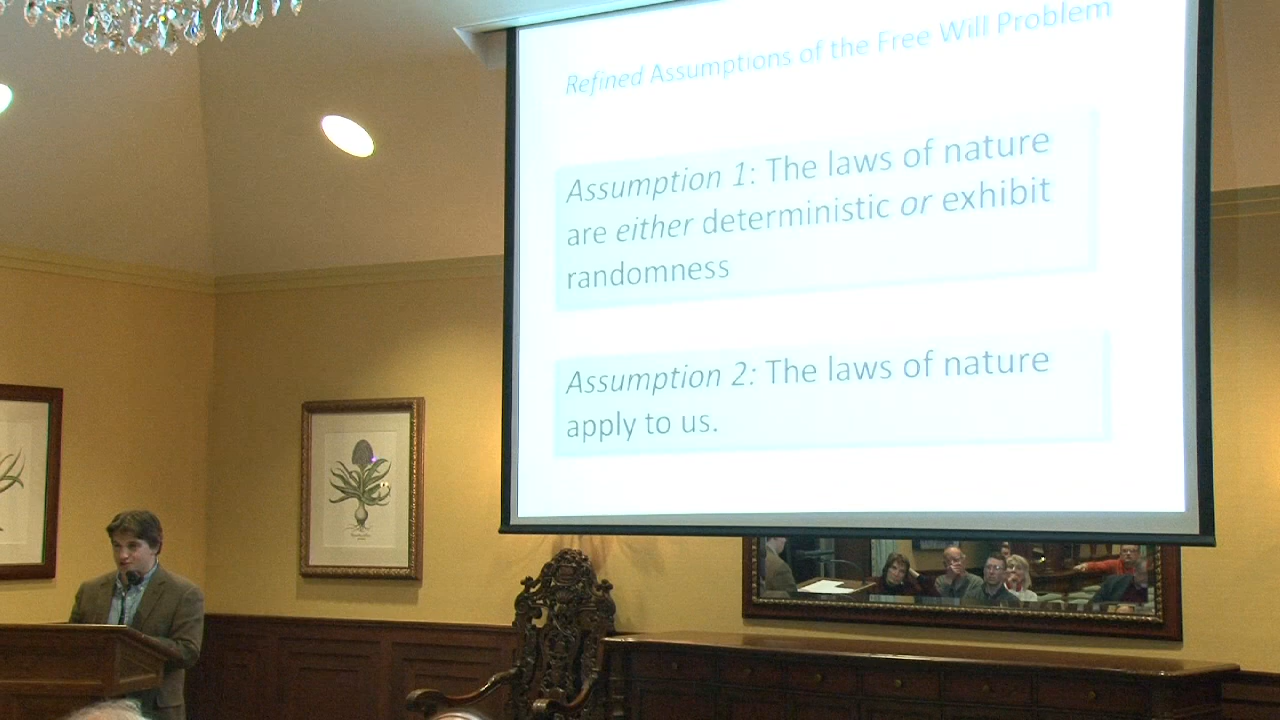 Refined Assumptions of the Free Will Problem
Assumption 1: The laws of nature
are either deterministic or exhibit
randomness
Assumption 2: The laws of nature
apply to us.